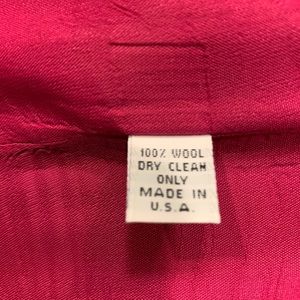 100% WOOL
DRY CLEAN
ONLY
MADE IN
U.S.A.